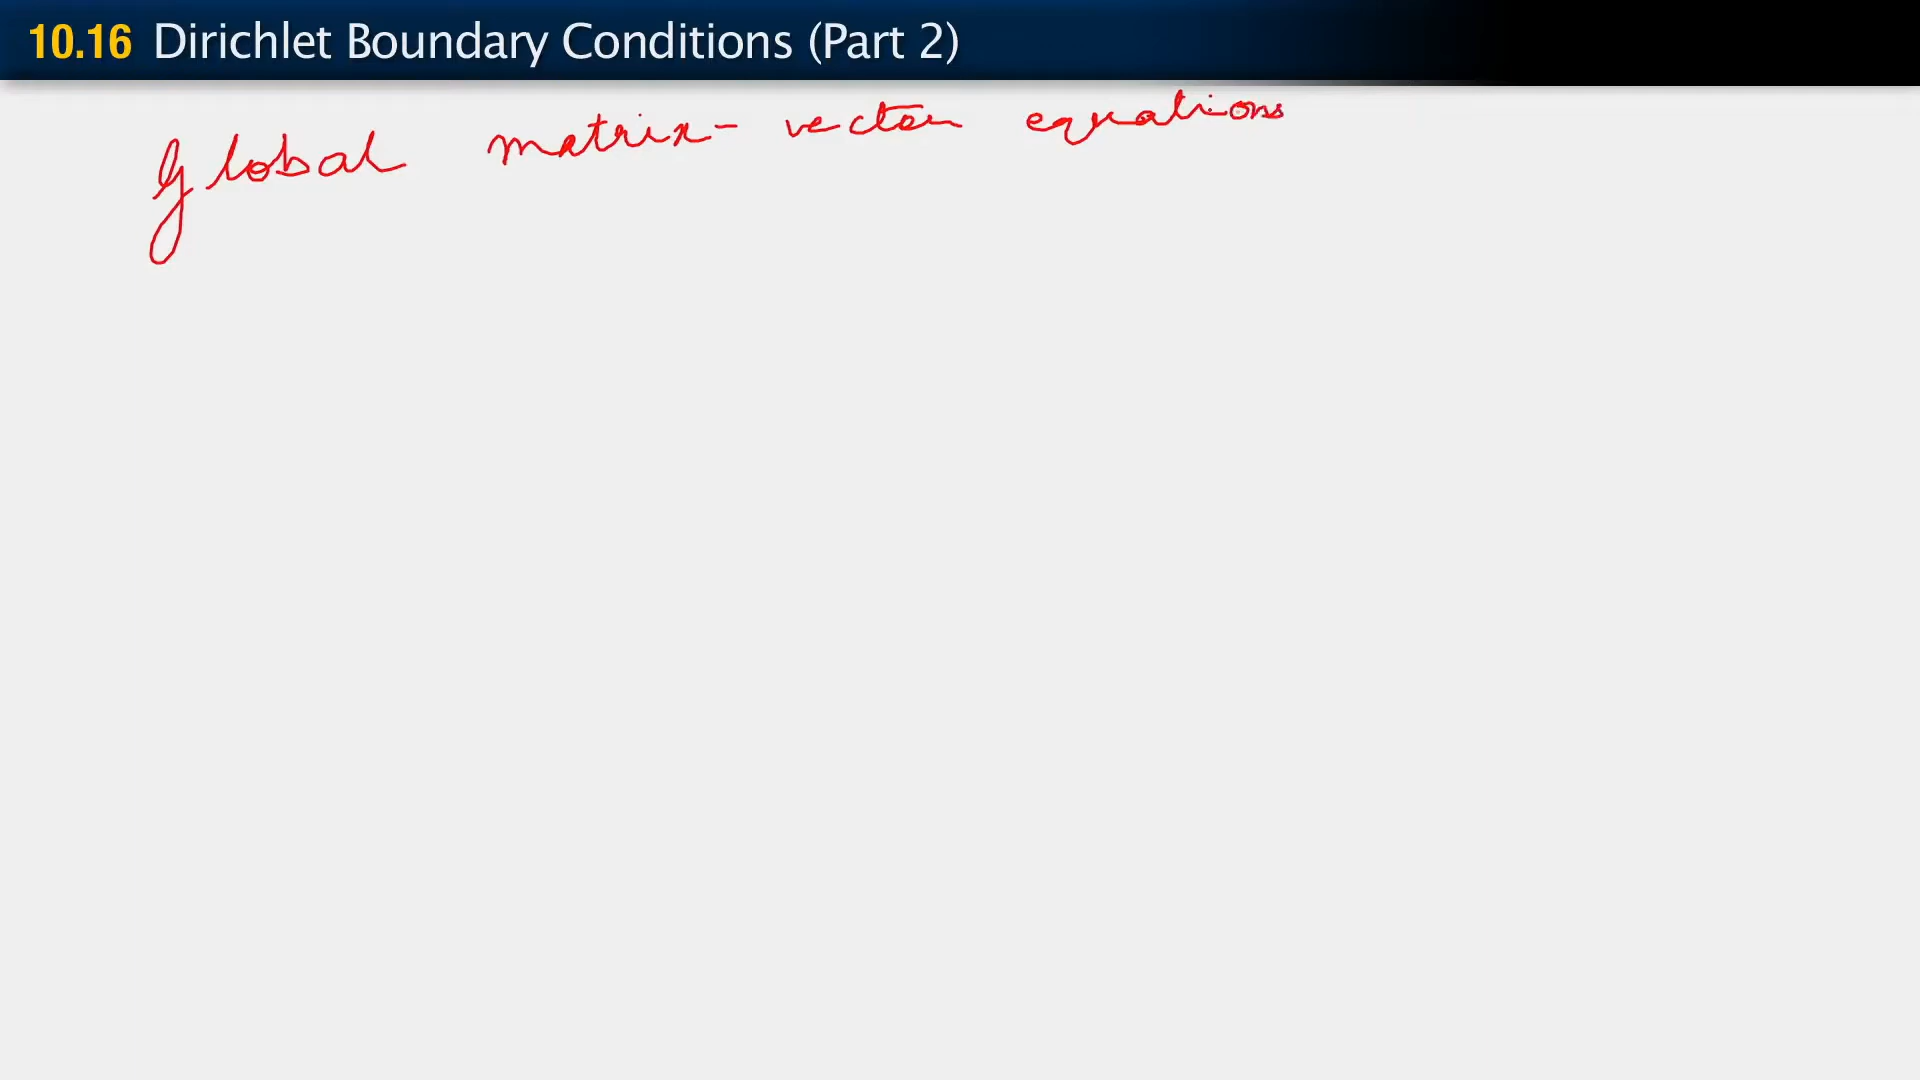 10.16 Dirichlet Boundary Conditions (Part 2)
Global matrix-vector equations